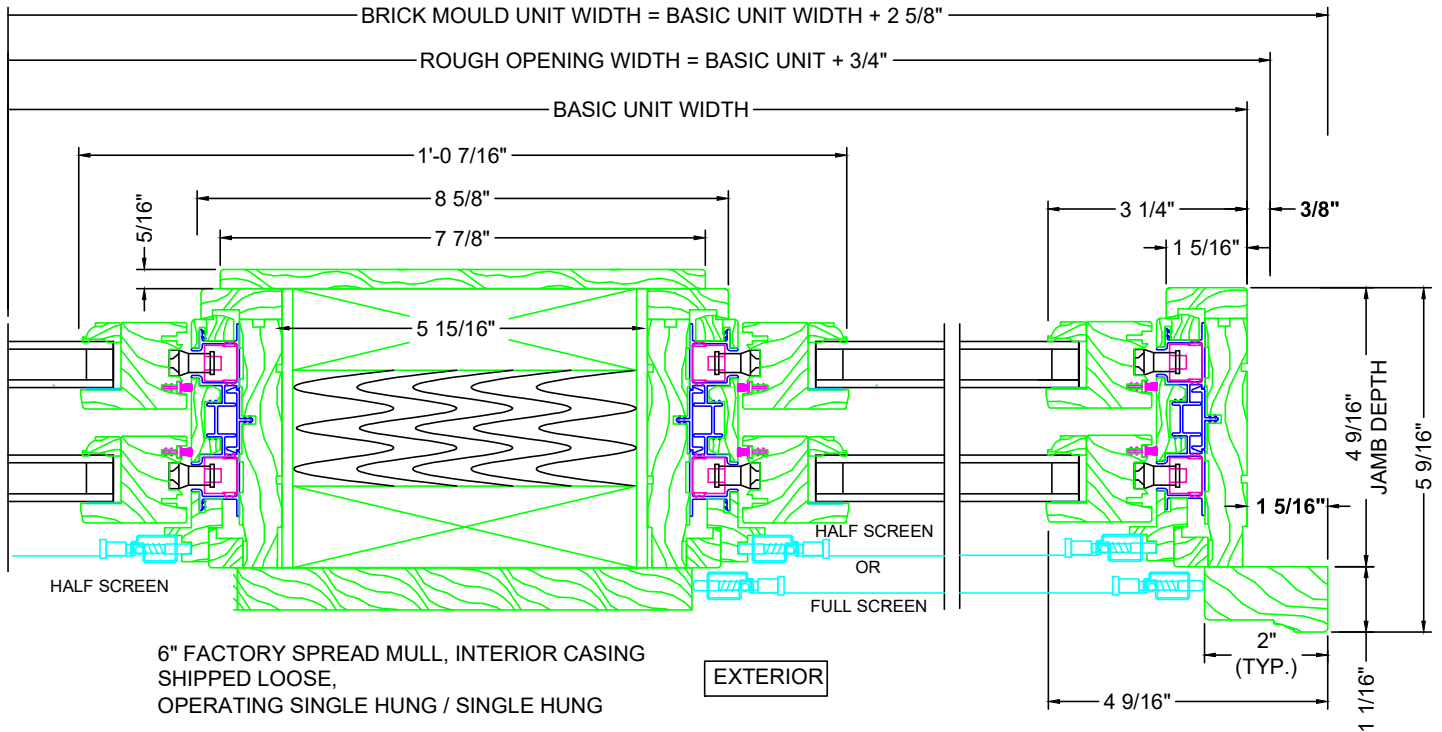 BRICK MOULD UNIT WIDTH = BASIC UNIT WIDTH + 2 5/8"
ROUGH OPENING WIDTH = BASIC UNIT + 3/4"
BASIC UNIT WIDTH
1'-0 7/16"
8 5/8"
3 1/4"
3/8"
5/16"
7 7/8"
1 5/16"
5 15/16"
4 9/16"
JAMB DEPTH
5 9/16"
1 5/16"
HALF SCREEN
HALF SCREEN
OR
FULL SCREEN
6" FACTORY SPREAD MULL, INTERIOR CASING
SHIPPED LOOSE,
OPERATING SINGLE HUNG / SINGLE HUNG
EXTERIOR
2"
(TYP.)
4 9/16"
1 1/16"